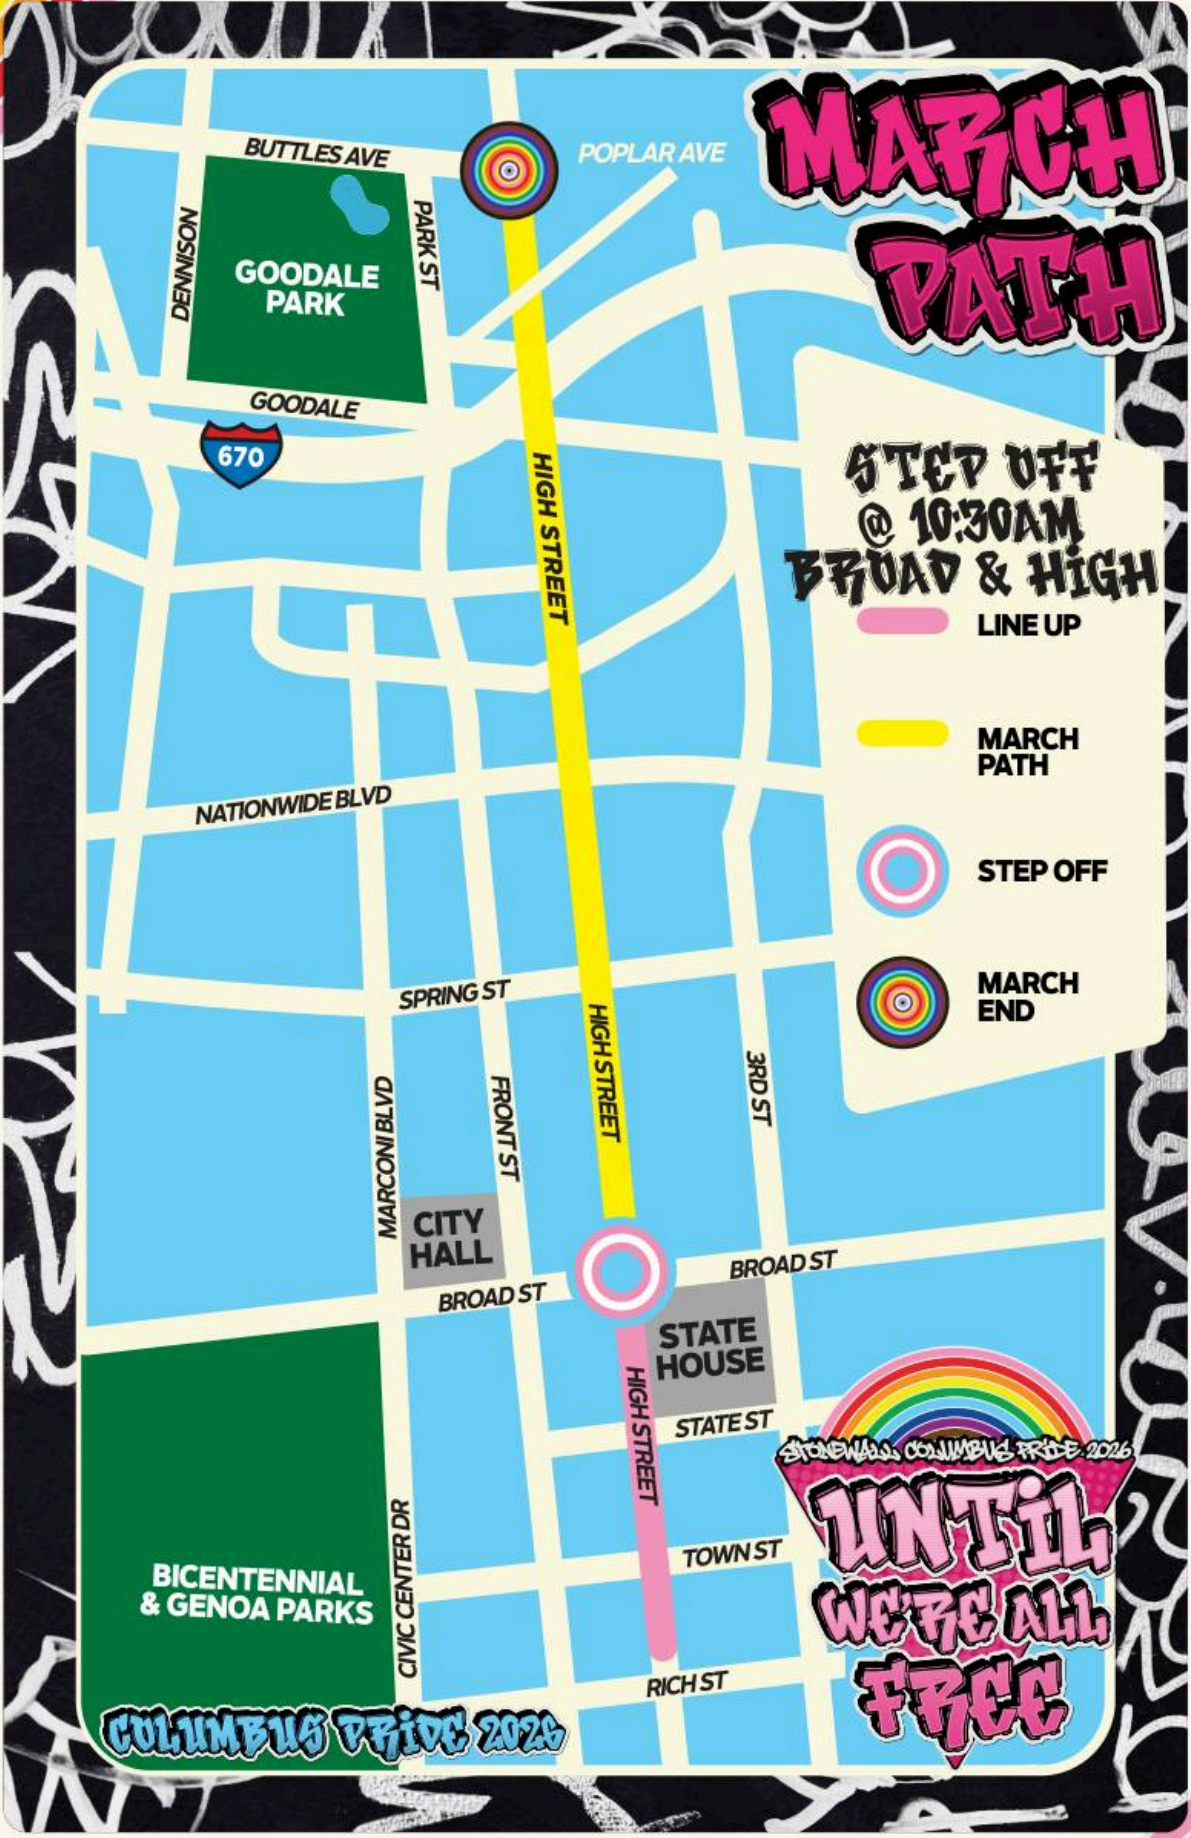 MARCH
PATH
BUTTLES AVE
POPLAR AVE
DENNISON
PARK ST
GOODALE
PARK
GOODALE
670
HIGH STREET
STEP OFF
@ 10:30AM
BROAD & HIGH
LINE UP
MARCH
PATH
STEP OFF
MARCH
END
NATIONWIDE BLVD
SPRING ST
HIGH STREET
MARCONI BLVD
FRONT ST
3RD ST
CITY
HALL
BROAD ST
BROAD ST
STATE
HOUSE
HIGH STREET
STATE ST
TOWN ST
RICH ST
CIVIC CENTER DR
BICENTENNIAL
& GENOA PARKS
STONEWALL COLUMBUS PRIDE 2026
UNTIL
WE'RE ALL
FREE
COLUMBUS PRIDE 2026